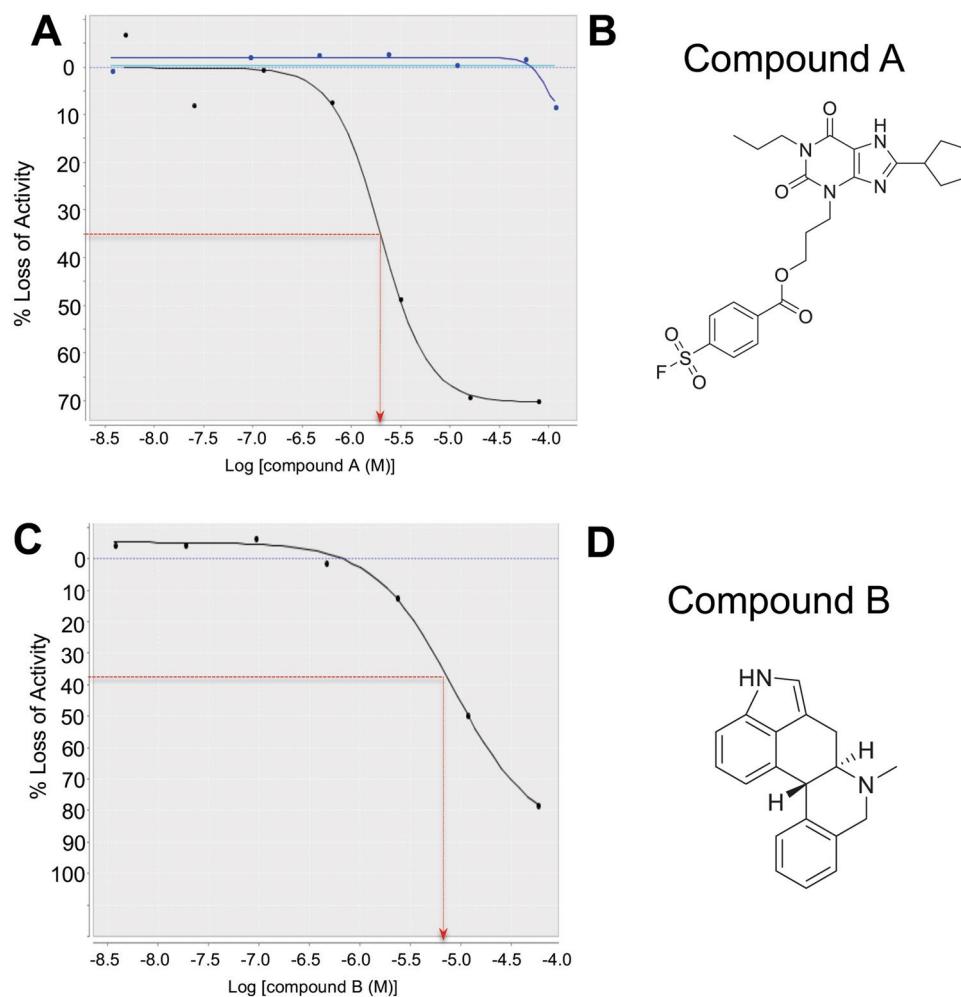 A
B
0
10
20
30
40
50
60
70
% Loss of Activity
-8.5 -8.0 -7.5 -7.0 -6.5 -6.0 -5.5 -5.0 -4.5 -4.0
Log [compound A (M)]
Compound A
O
H
N
N
O
N
N
O
O
O
S
F
O
C
D
0
10
20
30
40
50
60
70
80
90
100
% Loss of Activity
-8.5 -8.0 -7.5 -7.0 -6.5 -6.0 -5.5 -5.0 -4.5 -4.0
Log [compound B (M)]
Compound B
HN
H
N
H